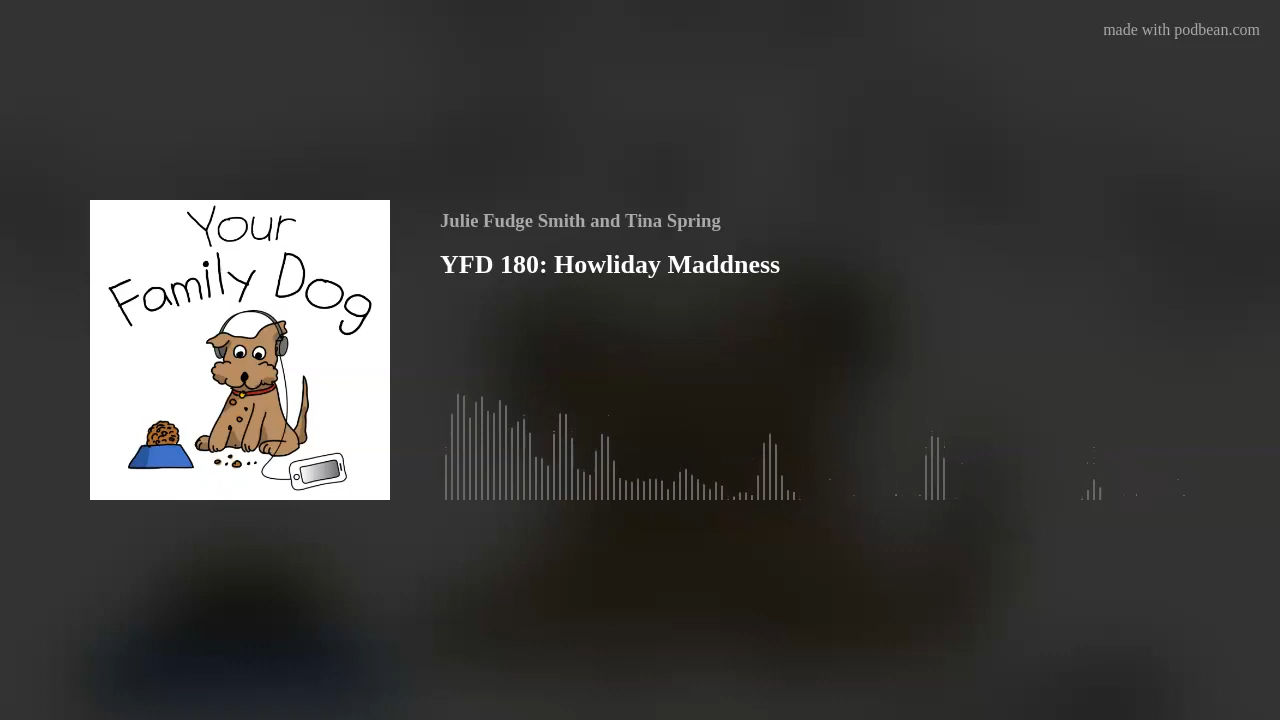 made with podbean.com
Your
Family Dog
Julie Fudge Smith and Tina Spring
YFD 180: Howliday Maddness